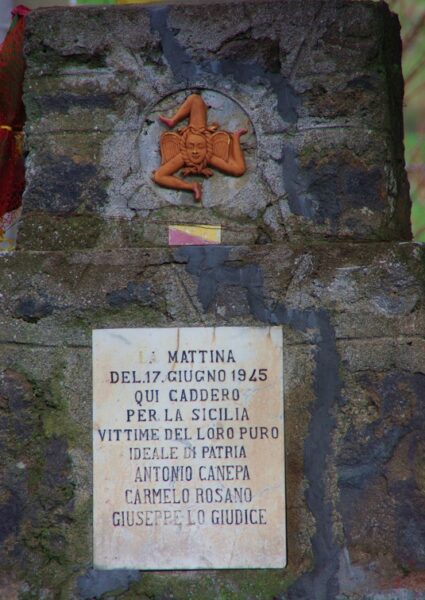 LA MATTINA
DEL.17.GIUGNO 1945
QUI CADDERO
PER LA SICILIA
VITTIME DEL LORO PURO
IDEALE DI PATRIA
ANTONIO CANEPA
CARMELO ROSANO
GIUSEPPE LO GIUDICE